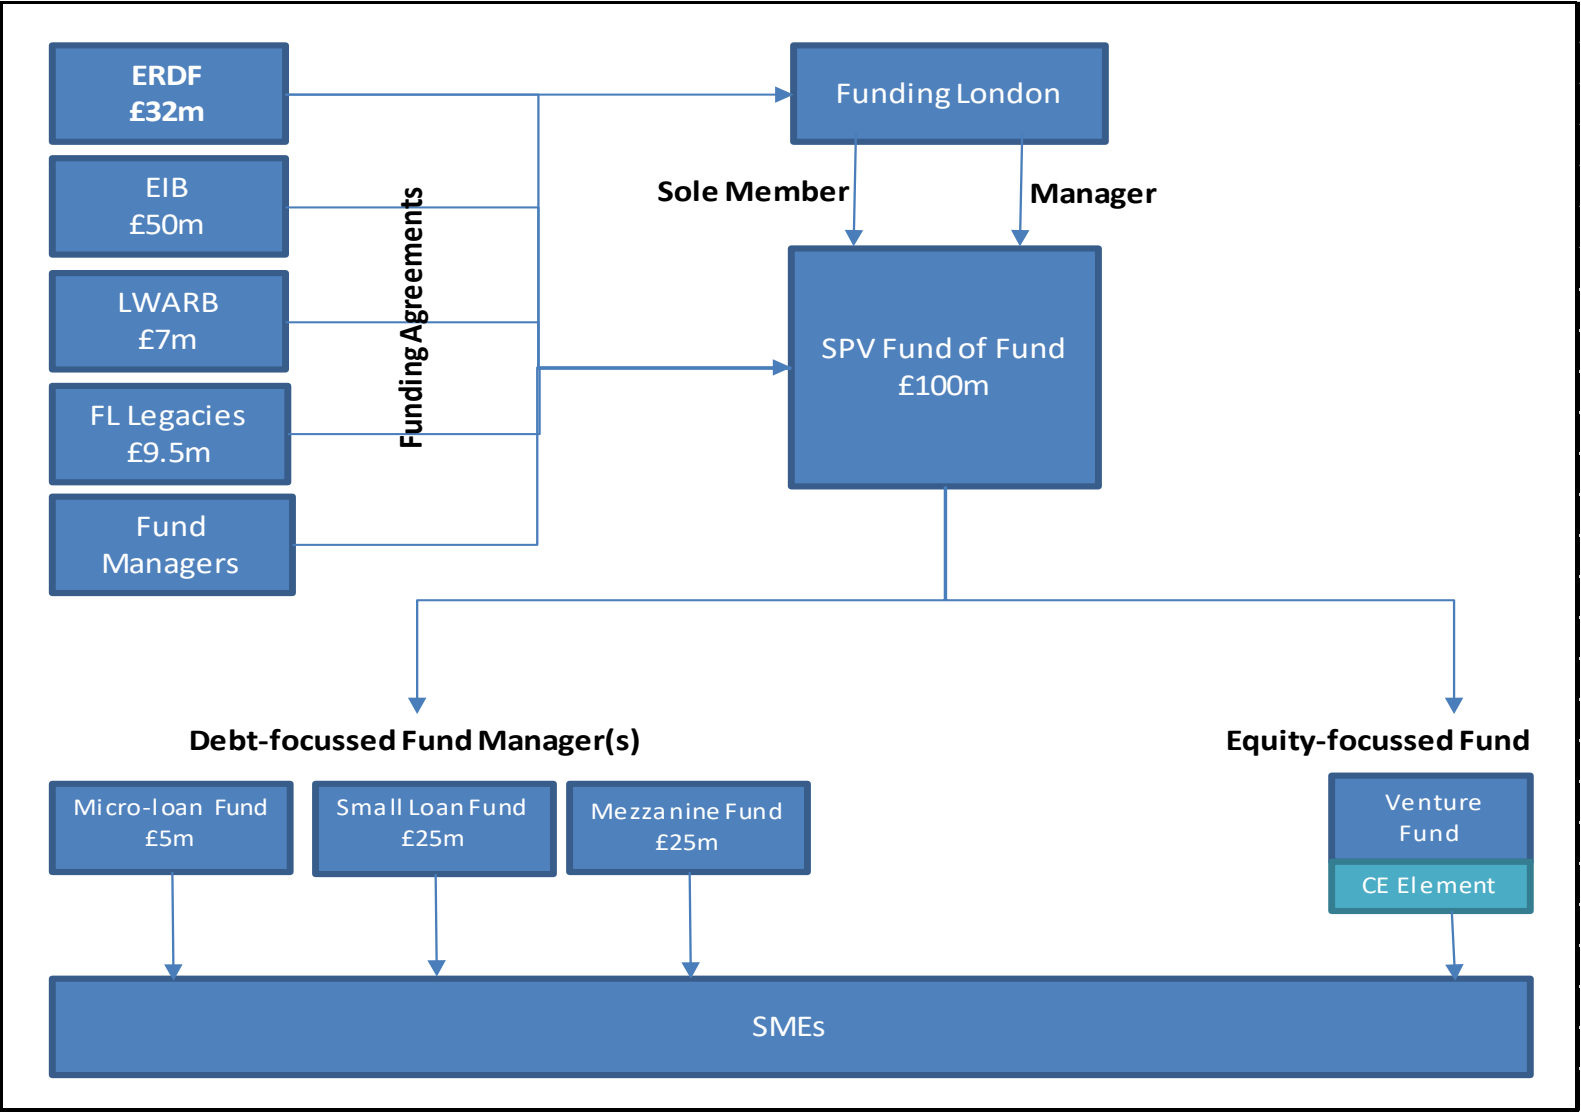 ERDF
£32m
EIB
£50m
LWARB
£7m
FL Legacies
£9.5m
Fund
Managers
Funding Agreements
Funding London
Sole Member
Manager
SPV Fund of Fund
£100m
Debt-focussed Fund Manager(s)
Equity-focussed Fund
Micro-loan Fund
£5m
Small Loan Fund
£25m
Mezzanine Fund
£25m
Venture
Fund
CE Element
SMEs